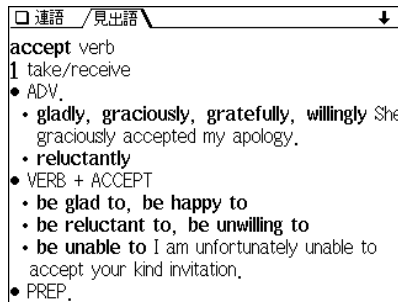 連語 見出語
accept verb
1 take/receive
● ADV.
・gladly, graciously, gratefully, willingly She
graciously accepted my apology.
・reluctantly
● VERB + ACCEPT
・be glad to, be happy to
・be reluctant to, be unwilling to
・be unable to I am unfortunately unable to
accept your kind invitation.
● PREP.